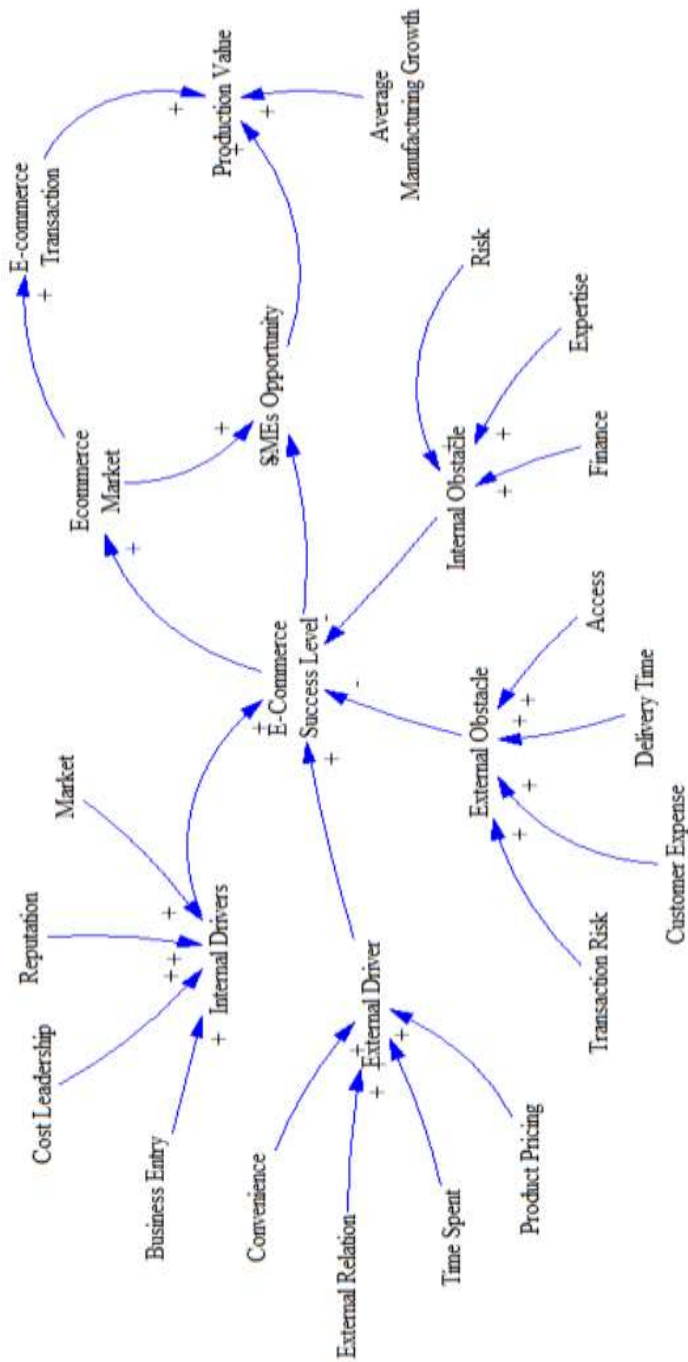 Cost Leadership
Reputation
Market
Business Entry
Internal Drivers
Ecommerce
Market
E-commerce
Transaction
Convenience
E-Commerce
Success Level
SMEs Opportunity
Production Value
External Relation
External Driver
Time Spent
Product Pricing
Average
Manufacturing Growth
External Obstacle
Internal Obstacle
Risk
Transaction Risk
Access
Expertise
Finance
Customer Expense
Delivery Time